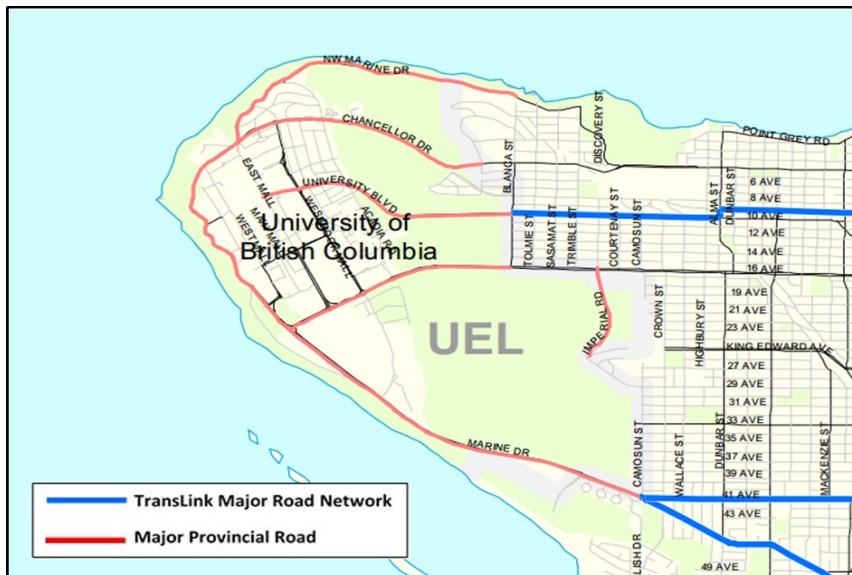 NW MARINE DR
CHANCELLOR DR
DISCOVERY ST
POINT GREY RD
BLANCA ST
EAST MALL
UNIVERSITY BLVD
6 AVE
8 AVE
ALMA ST
DUNBAR ST
10 AVE
12 AVE
14 AVE
16 AVE
University of
British Columbia
MAIN MALL
ACADIA RD
TOLMIE ST
SASAMAT ST
TRIMBLE ST
COURTENAY ST
CAMOSUN ST
19 AVE
21 AVE
23 AVE
CROWN ST
HIGHBURY ST
IMPERIAL RD
UEL
KING EDWARD AVE
27 AVE
29 AVE
31 AVE
33 AVE
35 AVE
37 AVE
39 AVE
41 AVE
43 AVE
CAMOSUN ST
WALLACE ST
DUNBAR ST
MACKENZIE ST
MARINE DR
49 AVE
TransLink Major Road Network
Major Provincial Road